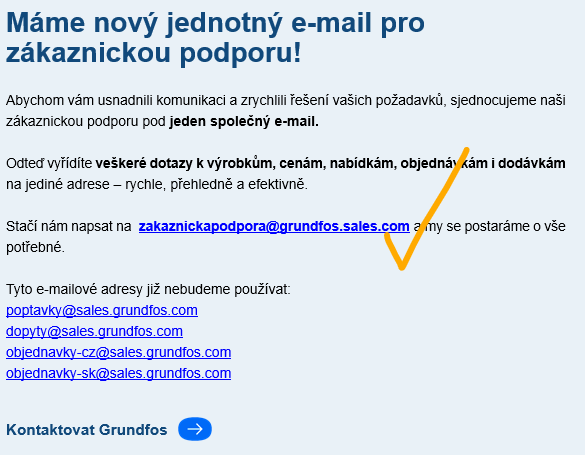 Máme nový jednotný e-mail pro
zákaznickou podporu!
Abychom vám usnadnili komunikaci a zrychlili řešení vašich požadavků, sjednocujeme naši
zákaznickou podporu pod jeden společný e-mail.
Odteď vyřídíte veškeré dotazy k výrobkům, cenám, nabídkám, objednávkám i dodávkám
na jediné adrese – rychle, přehledně a efektivně.
Stačí nám napsat na zakaznickapodpora@grundfos.sales.com a my se postaráme o vše
potřebné.
Tyto e-mailové adresy již nebudeme používat:
poptavky@sales.grundfos.com
dopyty@sales.grundfos.com
objednavky-cz@sales.grundfos.com
objednavky-sk@sales.grundfos.com
Kontaktovat Grundfos